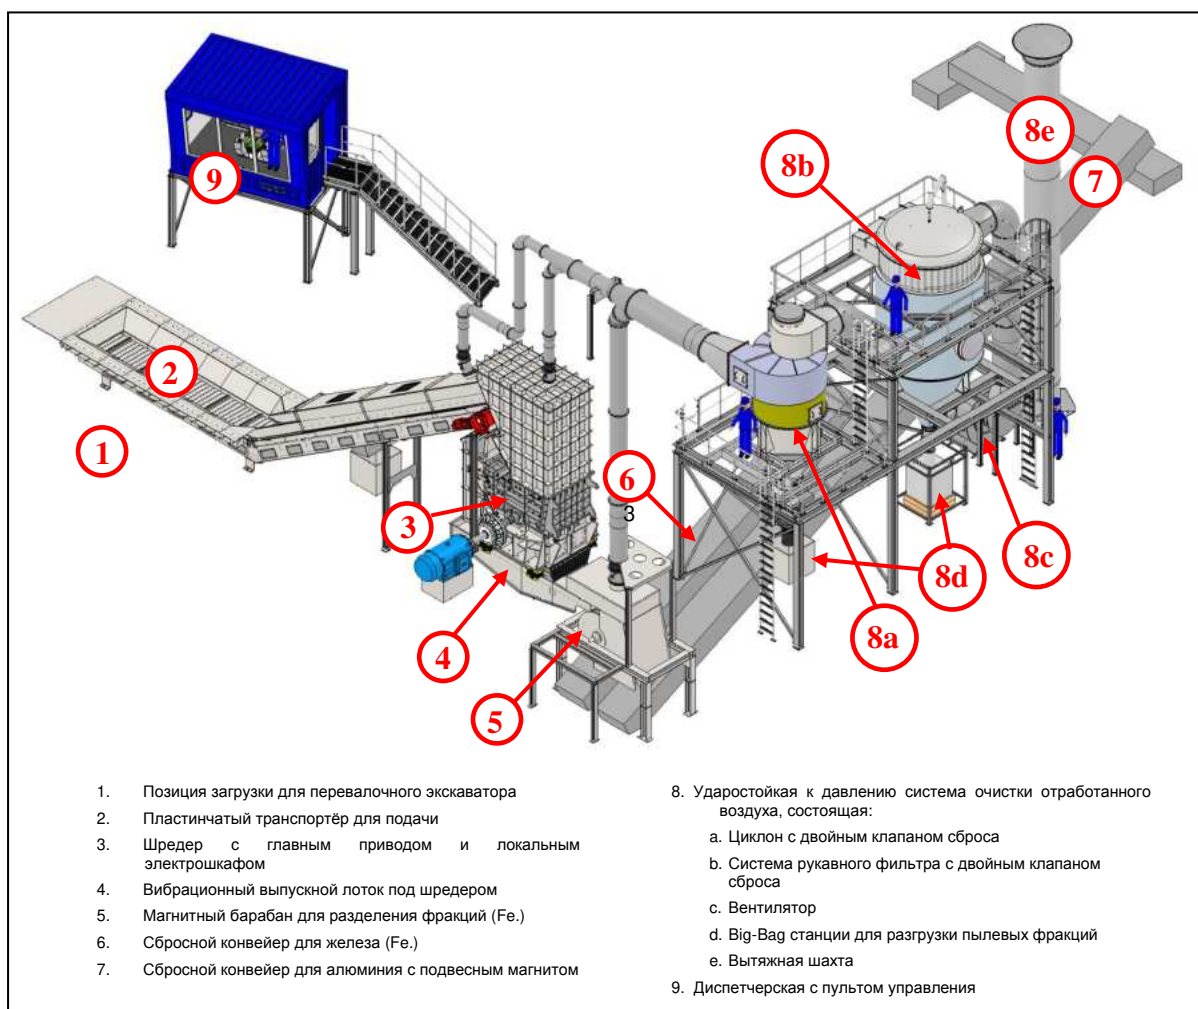 8e
8b
9
7
2
1
6
3
3
8c
8d
8a
4
5
1. Позиция загрузки для перевалочного экскаватора
2. Пластинчатый транспортёр для подачи
3. Шредер с главным приводом и локальным
электрошкафом
4. Вибрационный выпускной лоток под шредером
5. Магнитный барабан для разделения фракций (Fe.)
6. Сбросной конвейер для железа (Fe.)
7. Сбросной конвейер для алюминия с подвесным магнитом
8. Ударостойкая к давлению система очистки отработанного
воздуха, состоящая:
a. Циклон с двойным клапаном сброса
b. Система рукавного фильтра с двойным клапаном
сброса
c. Вентилятор
d. Big-Bag станции для разгрузки пылевых фракций
e. Вытяжная шахта
9. Диспетчерская с пультом управления